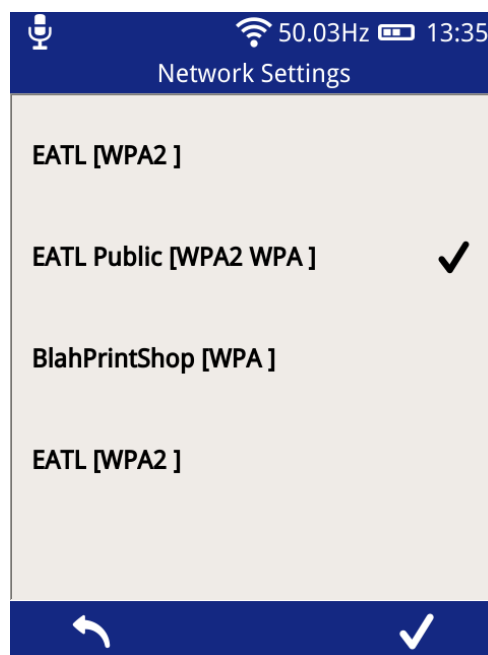 50.03Hz 13:35
Network Settings
EATL [WPA2 ]
EATL Public [WPA2 WPA ]
BlahPrintShop [WPA ]
EATL [WPA2 ]